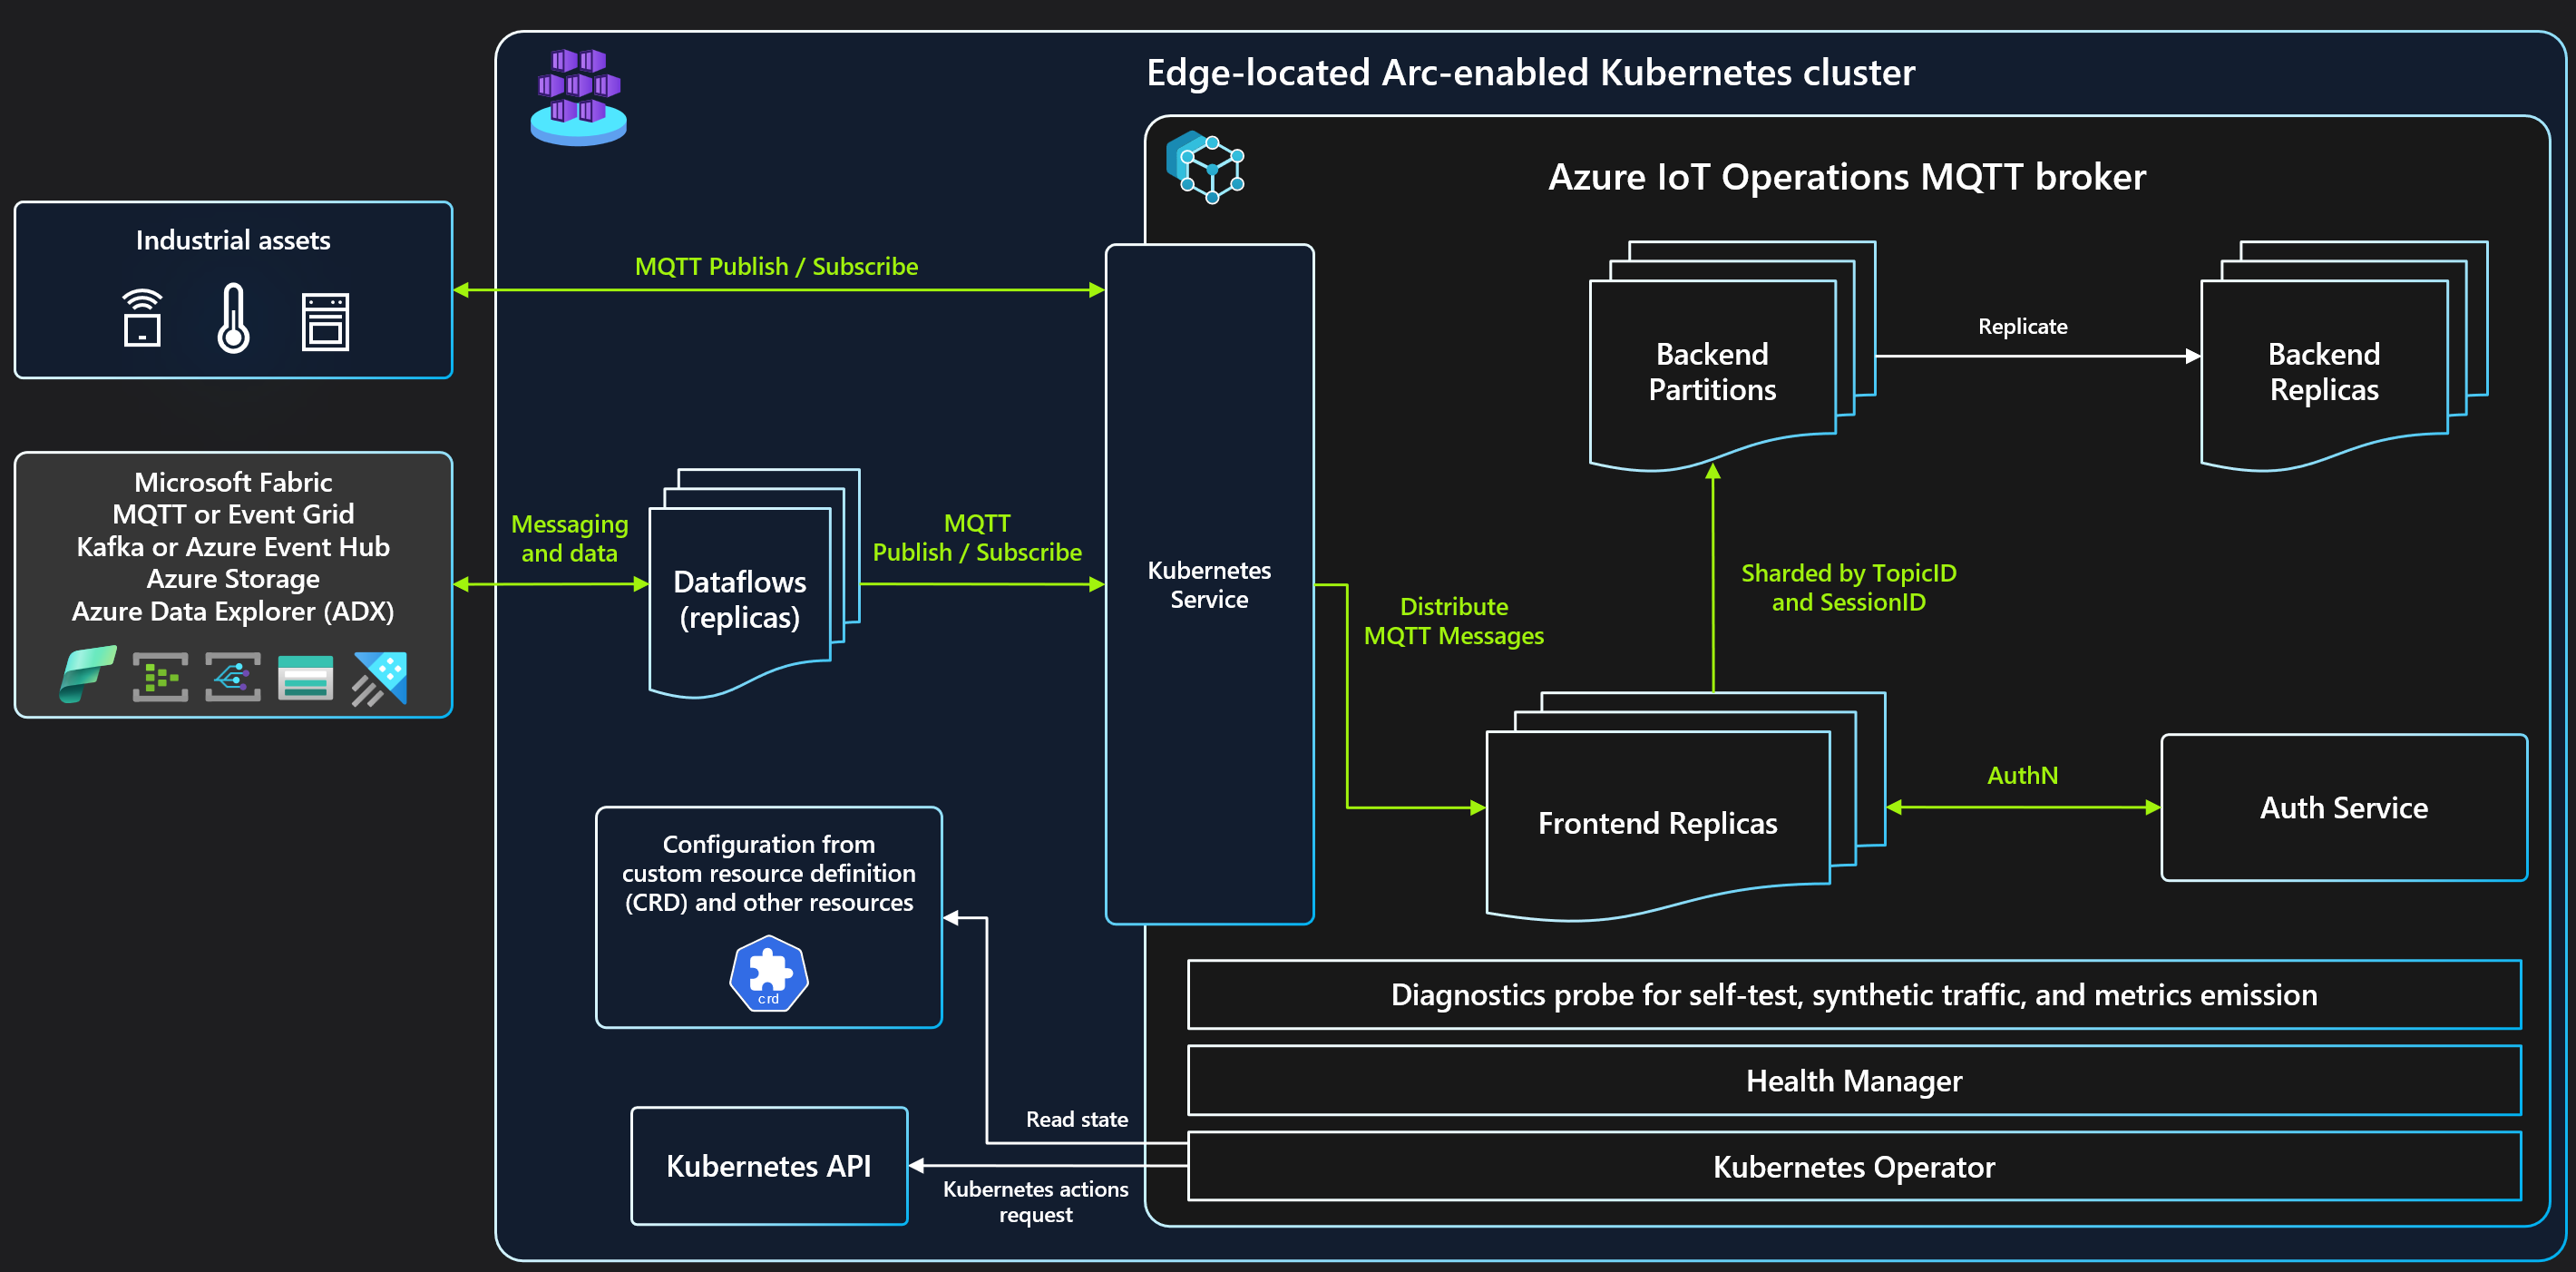 Edge-located Arc-enabled Kubernetes cluster
Azure IoT Operations MQTT broker
Industrial assets
MQTT Publish / Subscribe
Microsoft Fabric
MQTT or Event Grid
Kafka or Azure Event Hub
Azure Storage
Azure Data Explorer (ADX)
Messaging
and data
Dataflows
(replicas)
MQTT
Publish / Subscribe
Kubernetes
Service
Distribute
MQTT Messages
Backend
Partitions
Replicate
Backend
Replicas
Sharded by TopicID
and SessionID
Frontend Replicas
AuthN
Auth Service
Configuration from
custom resource definition
(CRD) and other resources
crd
Diagnostics probe for self-test, synthetic traffic, and metrics emission
Health Manager
Kubernetes Operator
Read state
Kubernetes API
Kubernetes actions
request